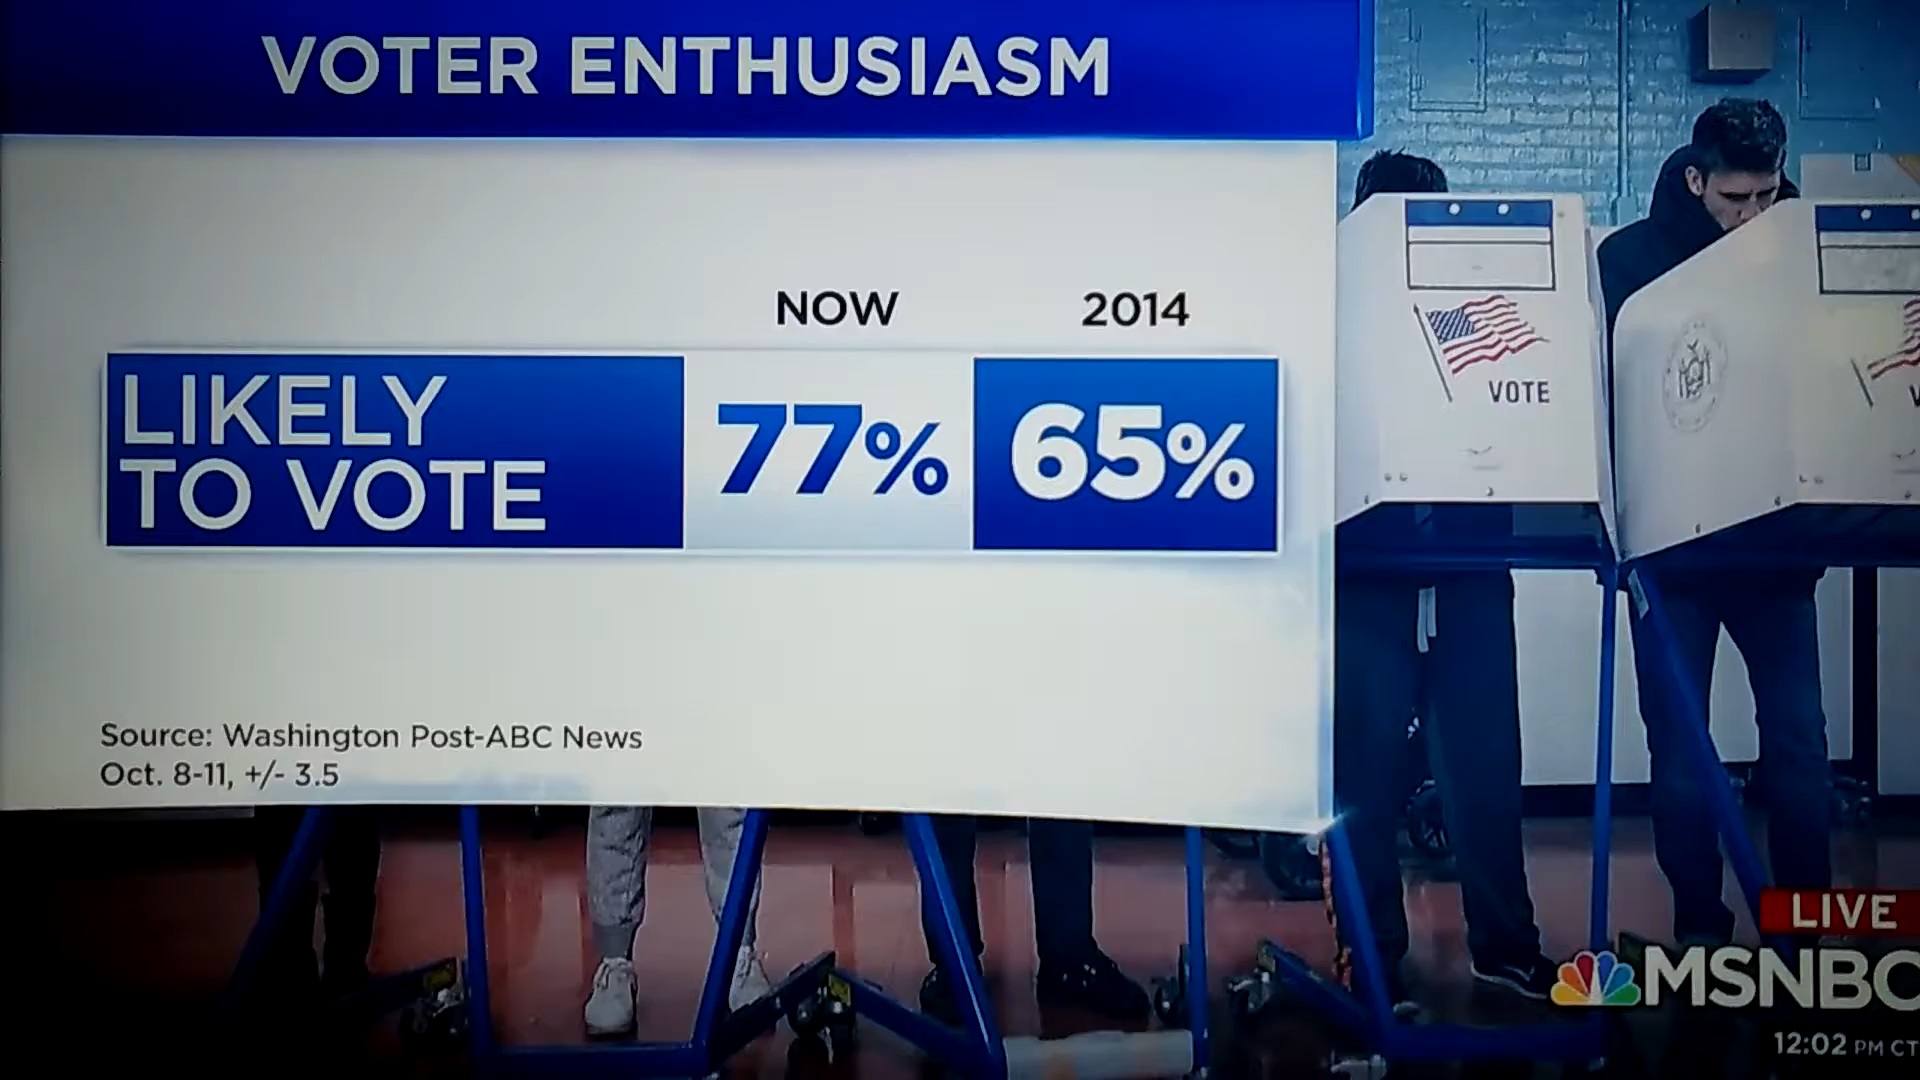 VOTER ENTHUSIASM
NOW 2014
LIKELY
TO VOTE
77% 65%
Source: Washington Post-ABC News
Oct. 8-11, +/- 3.5
VOTE
LIVE
MSNBC
12:02 PM CT